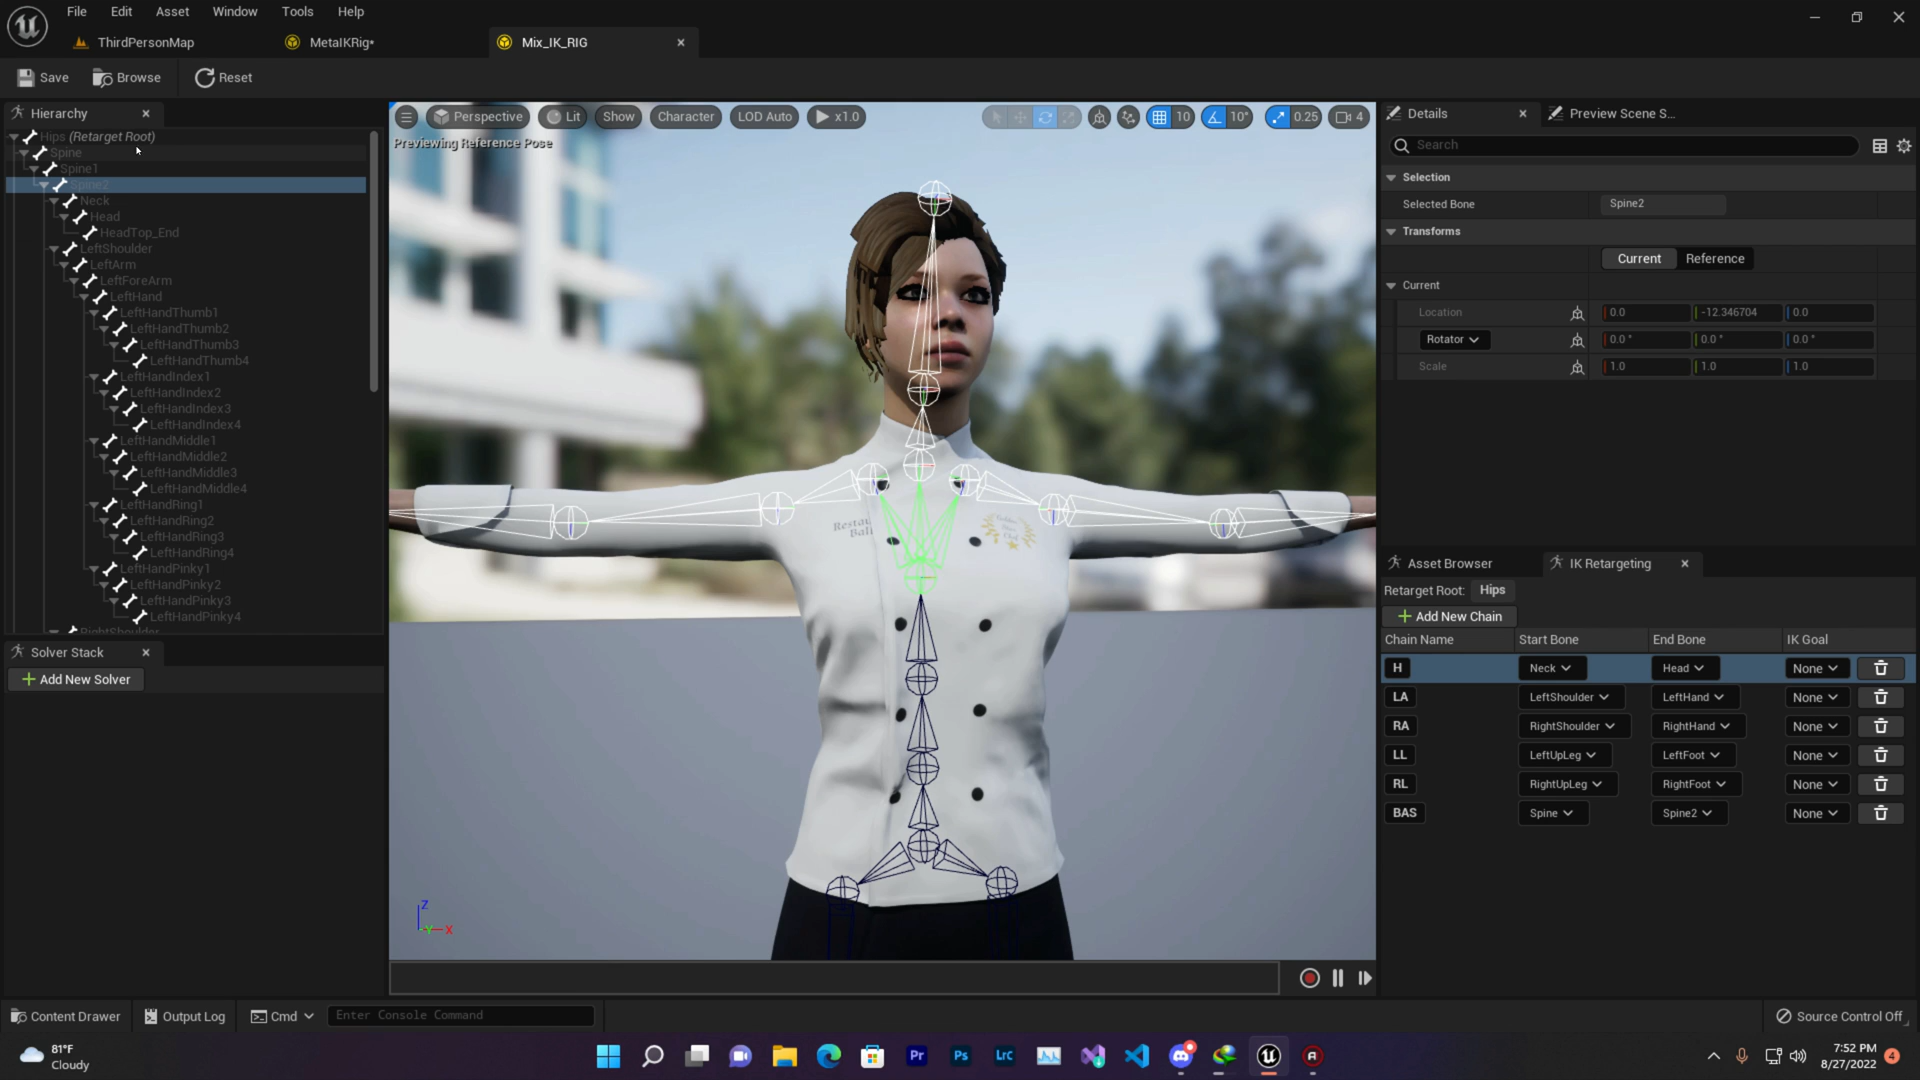 File Edit Asset Window Tools Help
ThirdPersonMap MetaIKRig* Mix_IK_RIG
Save Browse Reset
Hierarchy
Hips (Retarget Root)
Spine
Spine1
Spine2
Neck
Head
HeadTop_End
LeftShoulder
LeftArm
LeftForeArm
LeftHand
LeftHandThumb1
LeftHandThumb2
LeftHandThumb3
LeftHandThumb4
LeftHandIndex1
LeftHandIndex2
LeftHandIndex3
LeftHandIndex4
LeftHandMiddle1
LeftHandMiddle2
LeftHandMiddle3
LeftHandMiddle4
LeftHandRing1
LeftHandRing2
LeftHandRing3
LeftHandRing4
LeftHandPinky1
LeftHandPinky2
LeftHandPinky3
LeftHandPinky4
RightShoulder
Solver Stack
Add New Solver
Perspective Lit Show Character LOD Auto x1.0 10 10° 0.25 4
Previewing Reference Pose
Z
Y X
Details Preview Scene S...
Search
Selection
Selected Bone Spine2
Transforms
Current Reference
Current
Location 0.0 -12.346704 0.0
Rotator 0.0 ° 0.0 ° 0.0 °
Scale 1.0 1.0 1.0
Asset Browser IK Retargeting
Retarget Root: Hips
Add New Chain
Chain Name Start Bone End Bone IK Goal
H Neck Head None
LA LeftShoulder LeftHand None
RA RightShoulder RightHand None
LL LeftUpLeg LeftFoot None
RL RightUpLeg RightFoot None
BAS Spine Spine2 None
Content Drawer Output Log Cmd Enter Console Command Source Control Off
81°F
Cloudy
Pr Ps Lrc
7:52 PM
8/27/2022
4